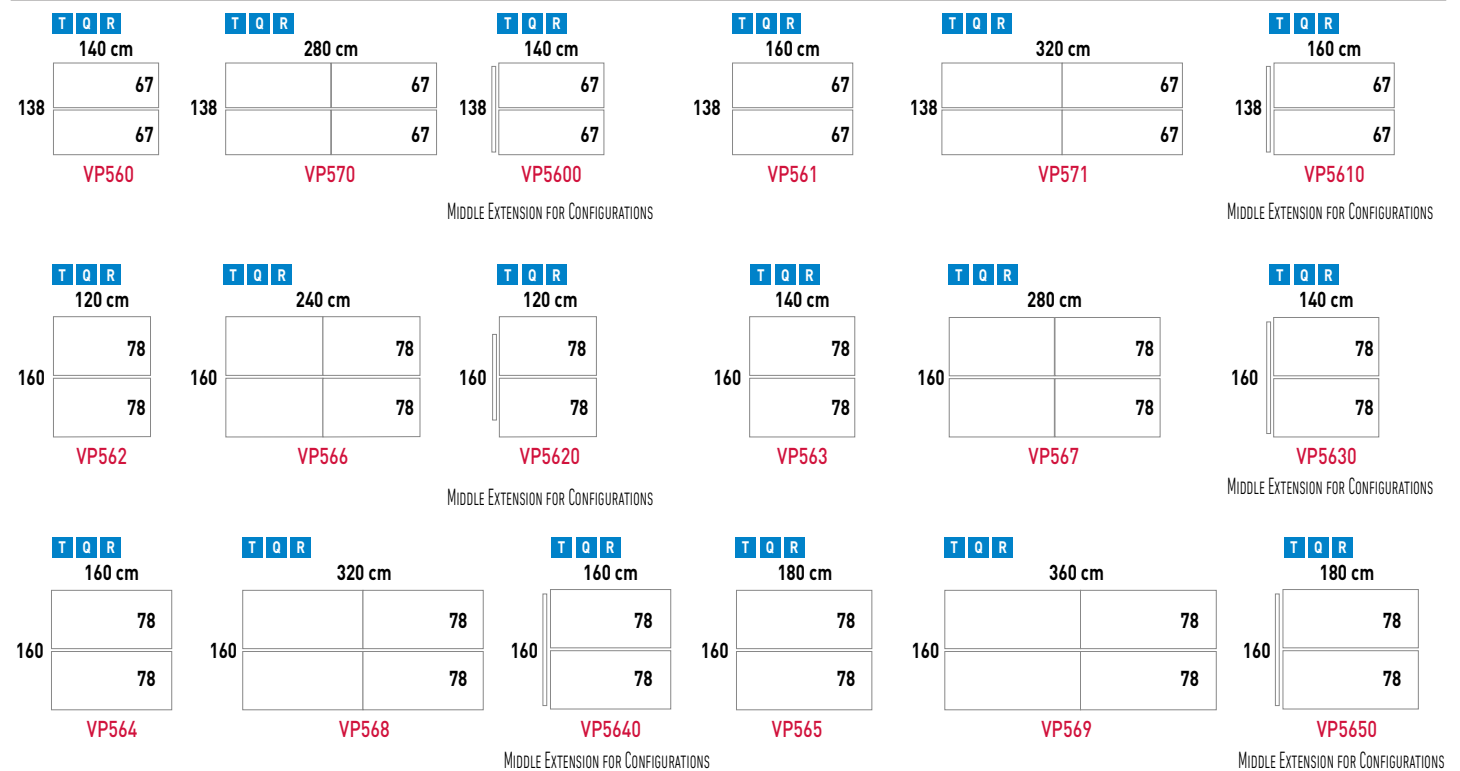 T Q R T Q R T Q R T Q R T Q R T Q R
140 cm 280 cm 140 cm 160 cm 320 cm 160 cm
67 67 67 67 67 67
138 138 138 138 138 138
67 67 67 67 67 67
VP560 VP570 VP5600 VP561 VP571 VP5610
MIDDLE EXTENSION FOR CONFIGURATIONS MIDDLE EXTENSION FOR CONFIGURATIONS
T Q R T Q R T Q R T Q R T Q R T Q R
120 cm 240 cm 120 cm 140 cm 280 cm 140 cm
78 78 78 78 78 78
160 160 160 160 160 160
78 78 78 78 78 78
VP562 VP566 VP5620 VP563 VP567 VP5630
MIDDLE EXTENSION FOR CONFIGURATIONS MIDDLE EXTENSION FOR CONFIGURATIONS
T Q R T Q R T Q R T Q R T Q R T Q R
160 cm 320 cm 160 cm 180 cm 360 cm 180 cm
78 78 78 78 78 78
160 160 160 160 160 160
78 78 78 78 78 78
VP564 VP568 VP5640 VP565 VP569 VP5650
MIDDLE EXTENSION FOR CONFIGURATIONS MIDDLE EXTENSION FOR CONFIGURATIONS